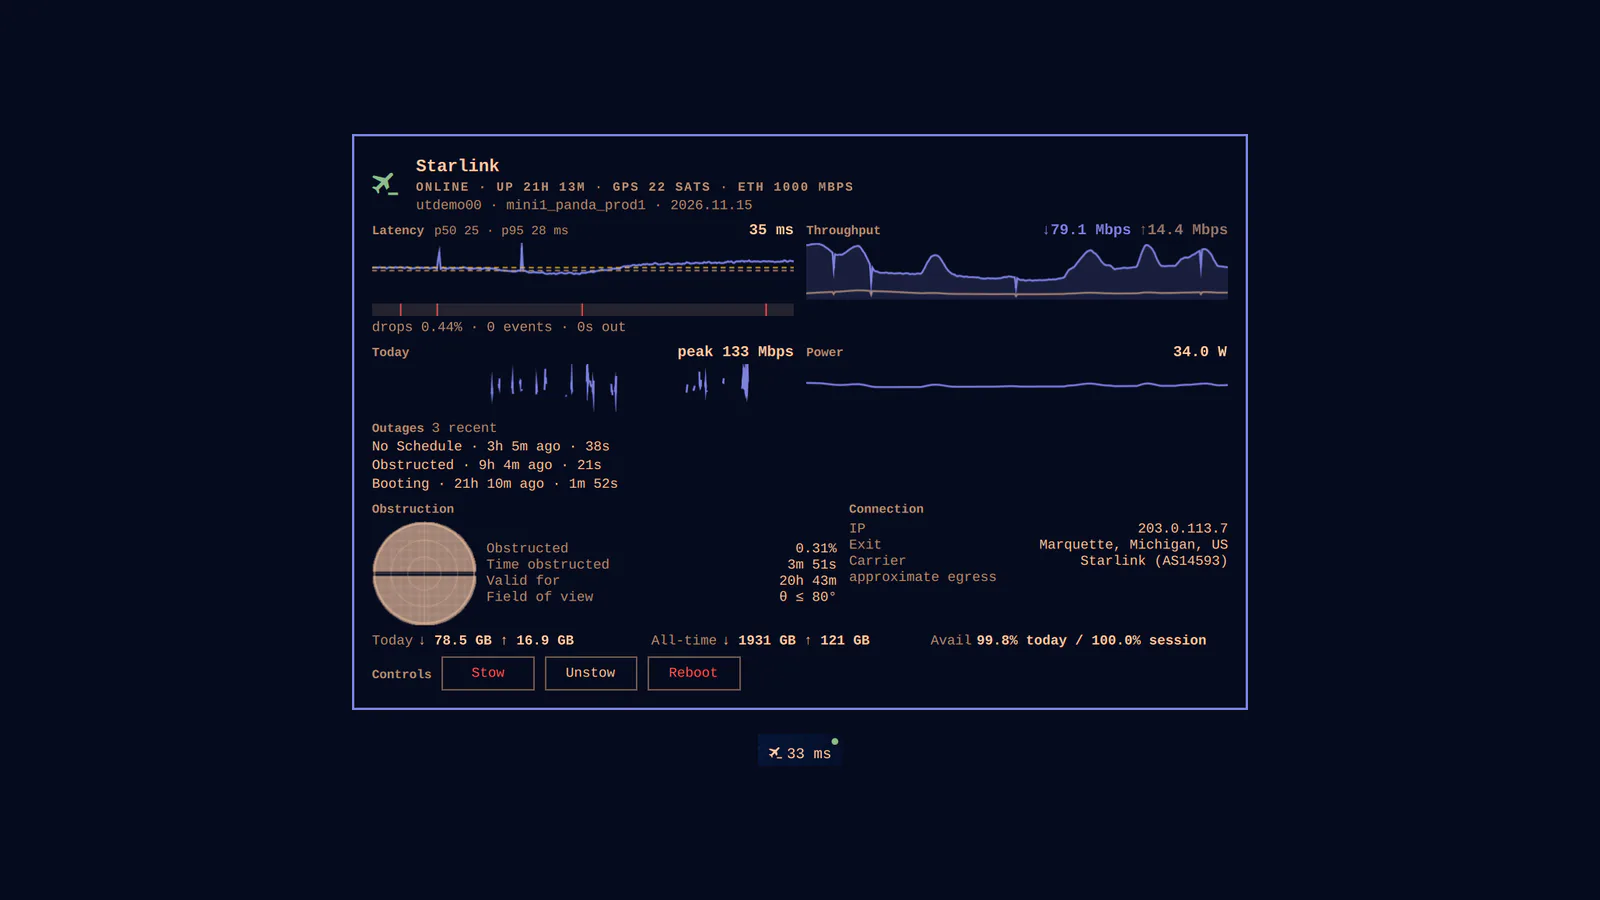 Starlink
ONLINE · UP 21H 13M · GPS 22 SATS · ETH 1000 MBPS
utdemo00 · mini1_panda_prod1 · 2026.11.15
Latency p50 25 · p95 28 ms 35 ms
Throughput ↓79.1 Mbps ↑14.4 Mbps
drops 0.44% · 0 events · 0s out
Today peak 133 Mbps
Power 34.0 W
Outages 3 recent
No Schedule · 3h 5m ago · 38s
Obstructed · 9h 4m ago · 21s
Booting · 21h 10m ago · 1m 52s
Obstruction
Obstructed 0.31%
Time obstructed 3m 51s
Valid for 20h 43m
Field of view θ ≤ 80°
Connection
IP 203.0.113.7
Exit Marquette, Michigan, US
Carrier Starlink (AS14593)
approximate egress
Today ↓ 78.5 GB ↑ 16.9 GB All-time ↓ 1931 GB ↑ 121 GB Avail 99.8% today / 100.0% session
Controls Stow Unstow Reboot
33 ms